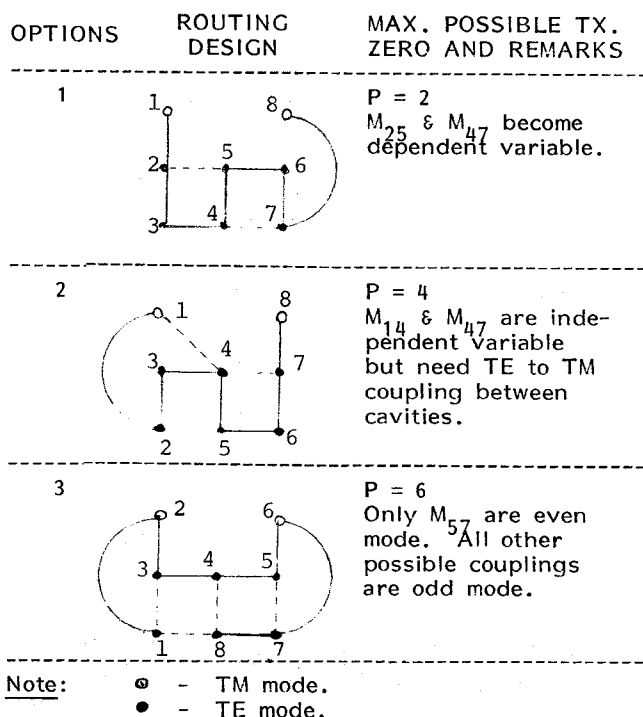 OPTIONS ROUTING DESIGN MAX. POSSIBLE TX. ZERO AND REMARKS
1
1 8
2 5 6
3 4 7
P = 2
M25 & M47 become
dependent variable.
2
1 8
3 4 7
2 5 6
P = 4
M14 & M47 are inde-
pendent variable
but need TE to TM
coupling between
cavities.
3
2 6
3 4 5
1 8 7
P = 6
Only M57 are even
mode. All other
possible couplings
are odd mode.
Note: - TM mode.
- TE mode.